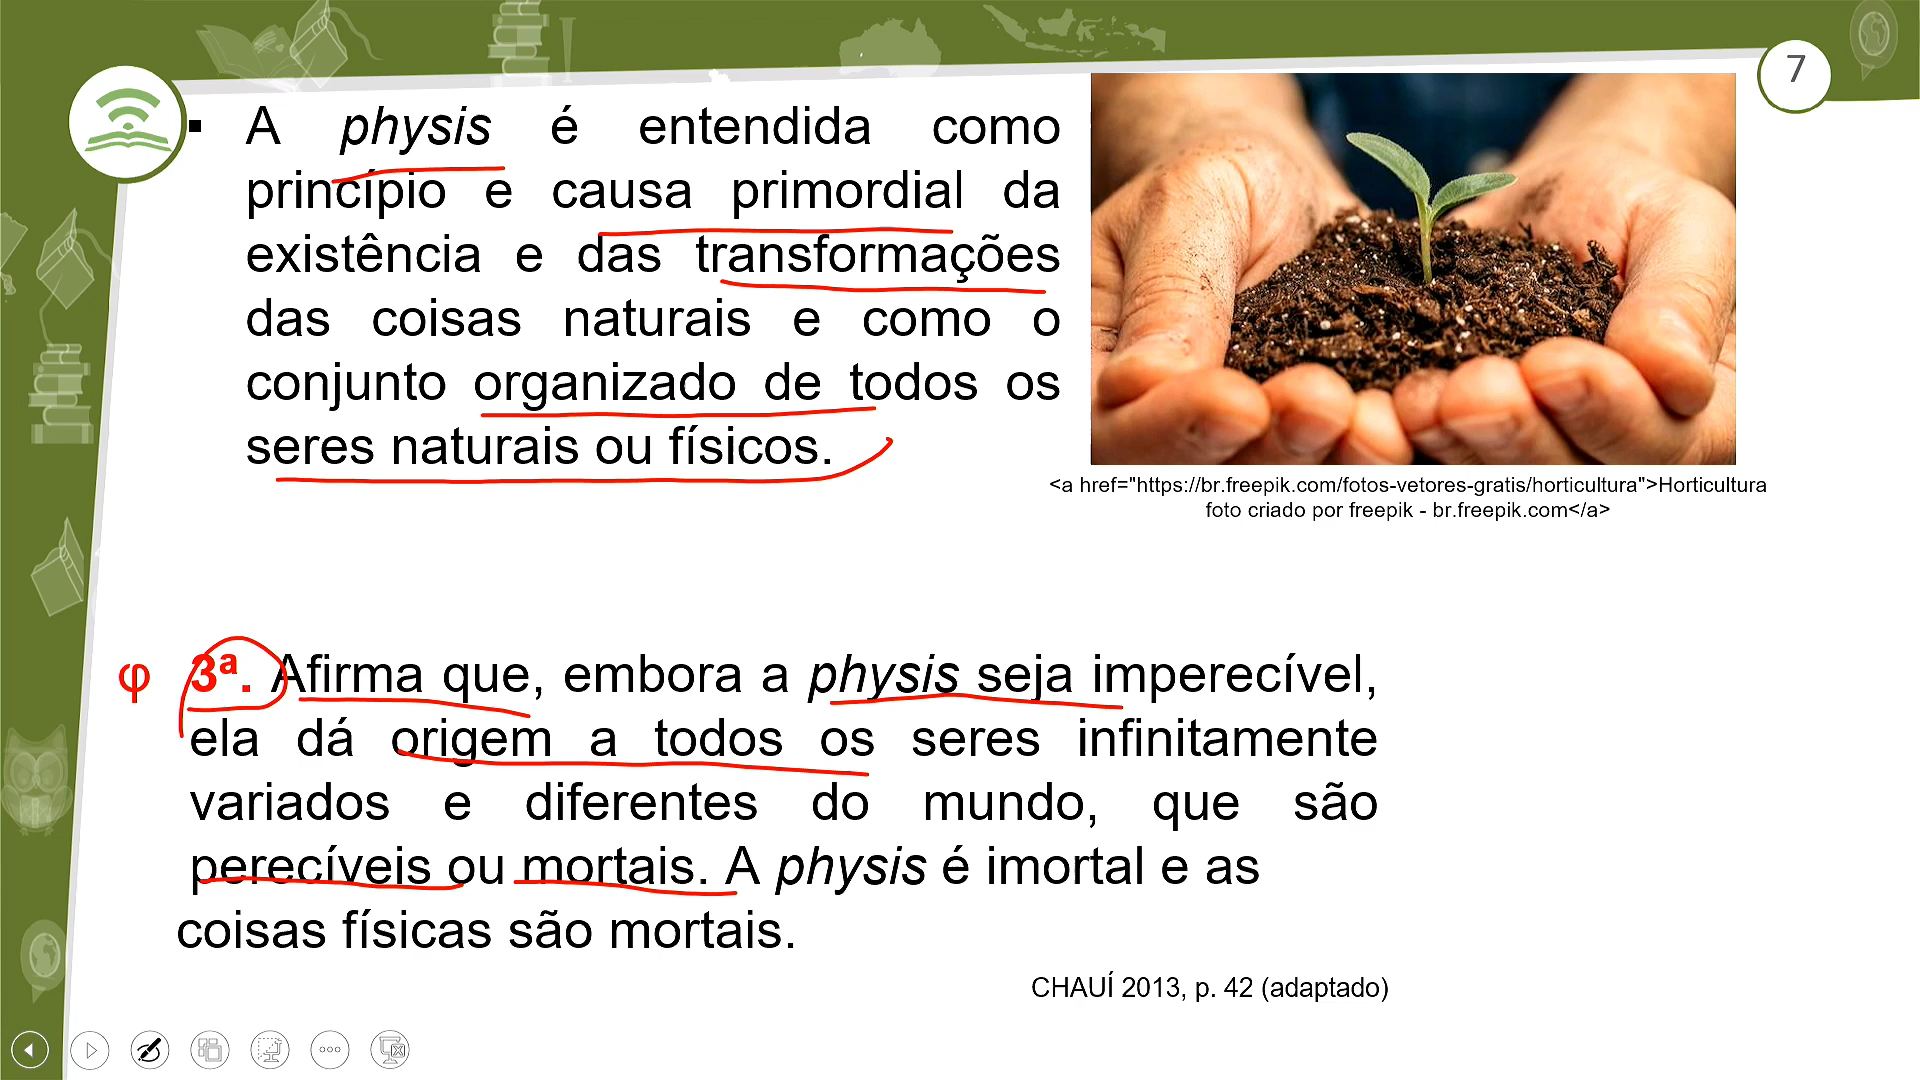 7
▪ A physis é entendida como
princípio e causa primordial da
existência e das transformações
das coisas naturais e como o
conjunto organizado de todos os
seres naturais ou físicos.
<a href="https://br.freepik.com/fotos-vetores-gratis/horticultura">Horticultura
foto criado por freepik - br.freepik.com</a>
φ 3ª. Afirma que, embora a physis seja imperecível,
ela dá origem a todos os seres infinitamente
variados e diferentes do mundo, que são
perecíveis ou mortais. A physis é imortal e as
coisas físicas são mortais.
CHAUÍ 2013, p. 42 (adaptado)